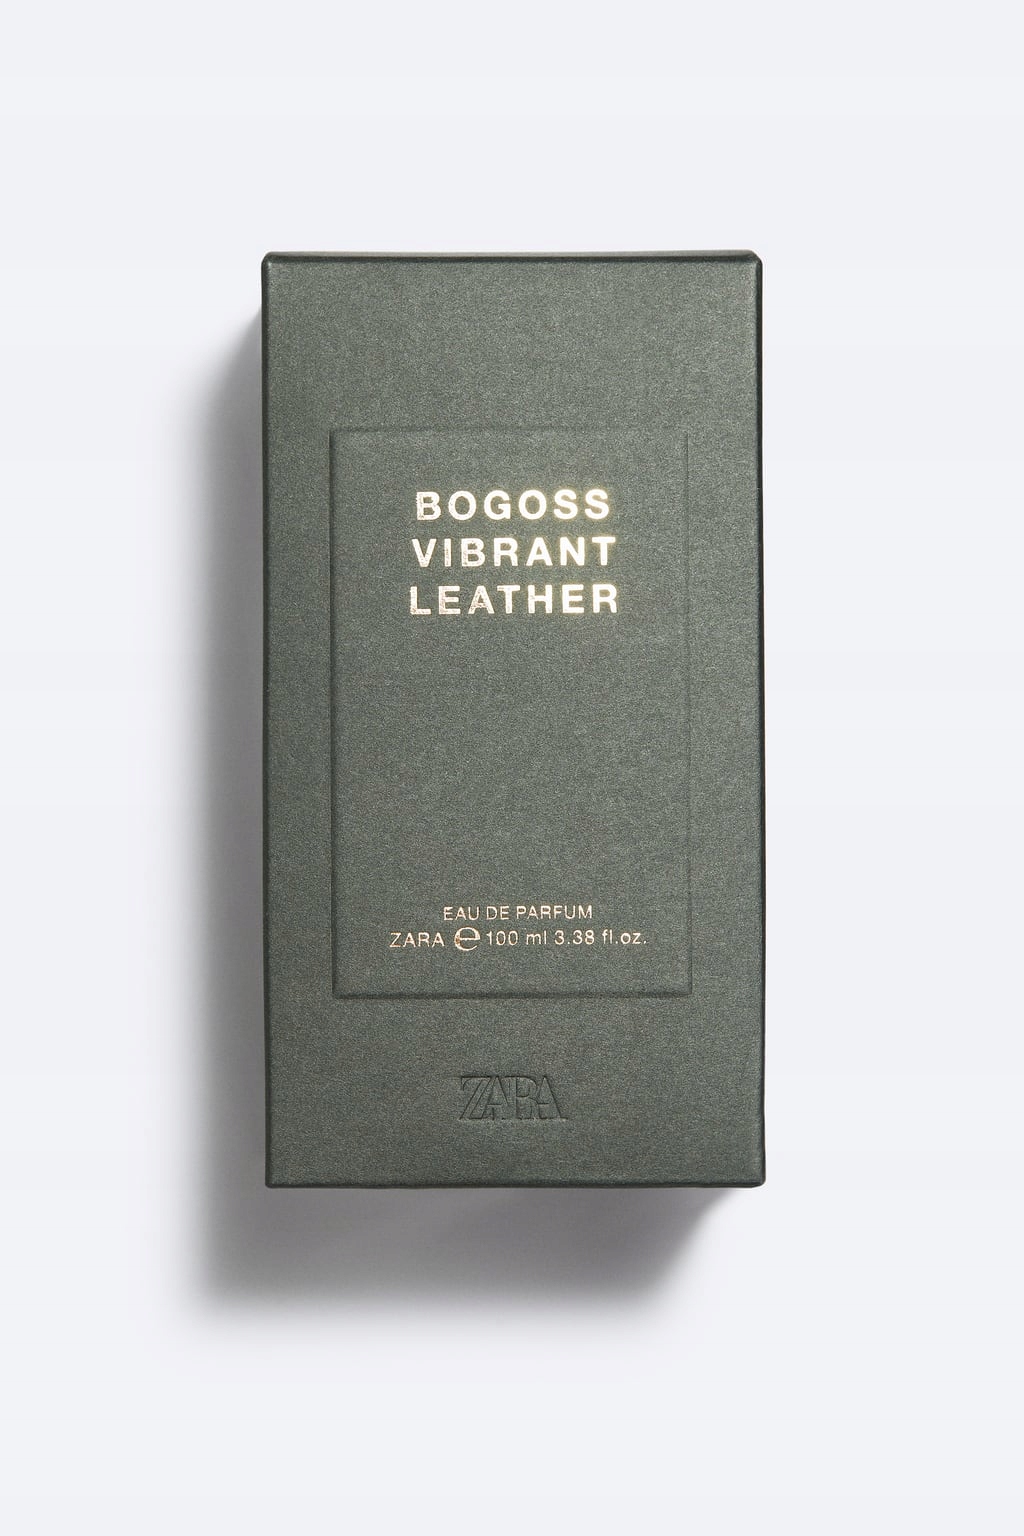 BOGOSS
VIBRANT
LEATHER
EAU DE PARFUM
ZARA ℮ 100 ml 3.38 fl.oz.
ZARA